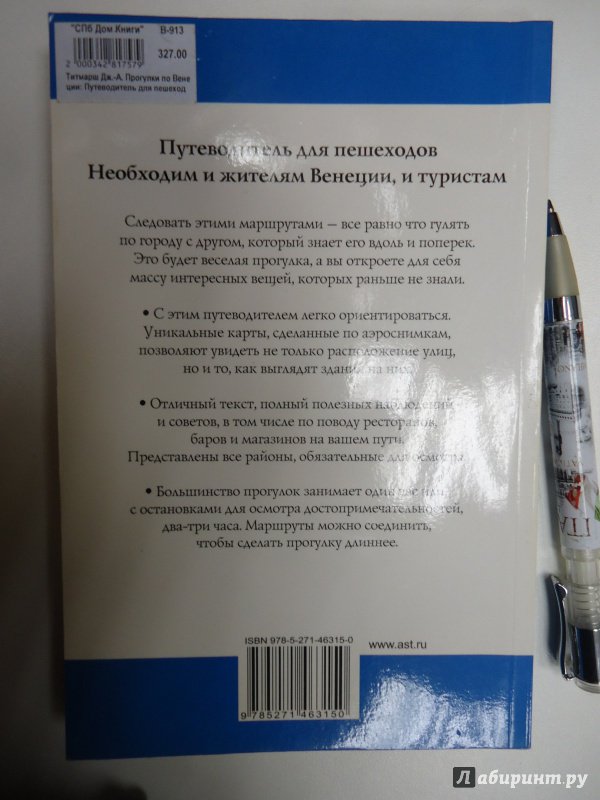 "СПб Дом Книги" В-913
327.00
2 000342 817579
Титмарш Дж.-А. Прогулки по Вене
ции: Путеводитель для пешеход
Путеводитель для пешеходов
Необходим и жителям Венеции, и туристам
Следовать этими маршрутами – все равно что гулять
по городу с другом, который знает его вдоль и поперек.
Это будет веселая прогулка, а вы откроете для себя
массу интересных вещей, которых раньше не знали.
• С этим путеводителем легко ориентироваться.
Уникальные карты, сделанные по аэроснимкам,
позволяют увидеть не только расположение улиц,
но и то, как выглядят здания на них.
• Отличный текст, полный полезных наблюдений
и советов, в том числе по поводу ресторанов,
баров и магазинов на вашем пути.
Представлены все районы, обязательные для осмотра.
• Большинство прогулок занимает один час или,
с остановками для осмотра достопримечательностей,
два-три часа. Маршруты можно соединить,
чтобы сделать прогулку длиннее.
ISBN 978-5-271-46315-0
www.ast.ru
9 785271 463150
Лабиринт.ру